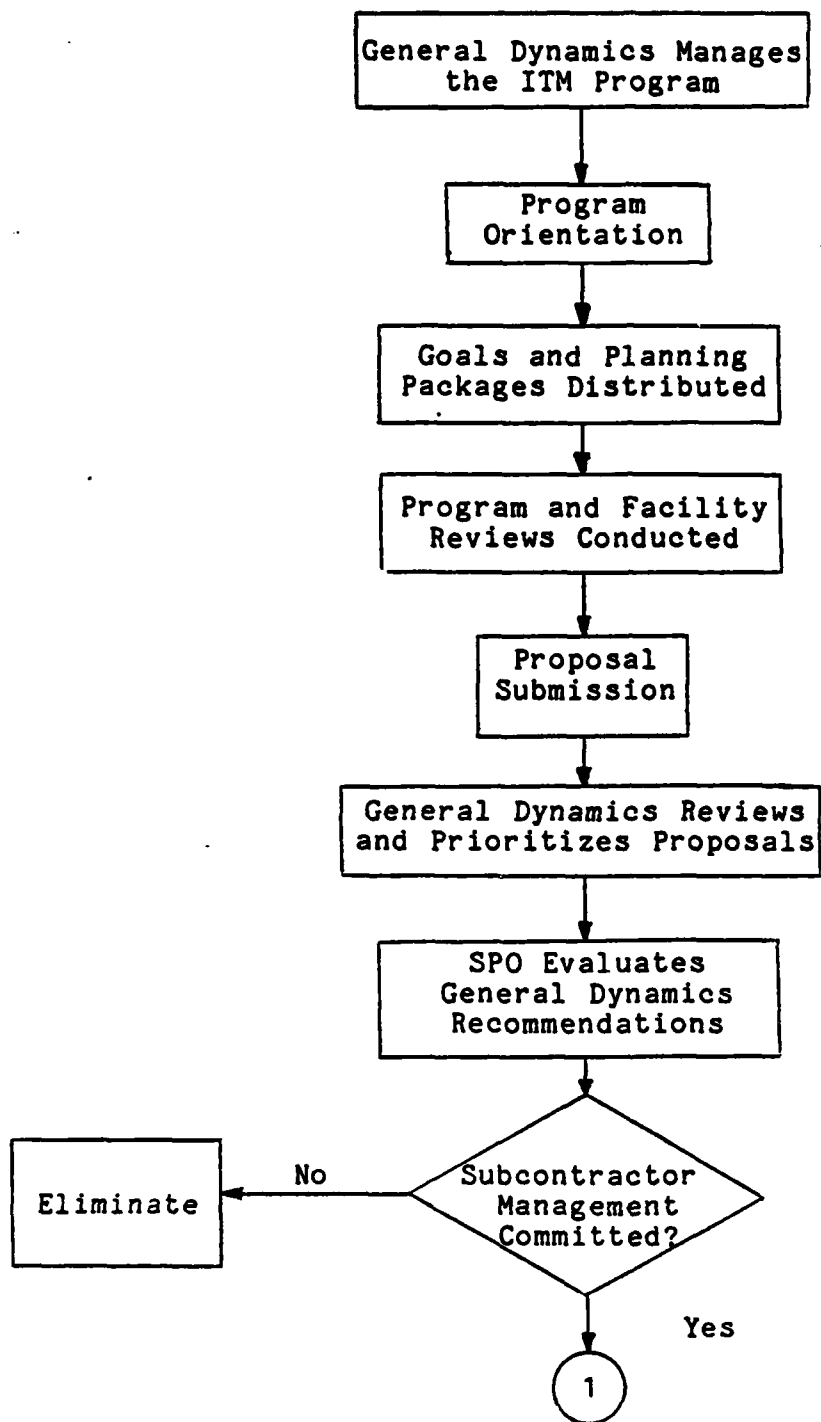 General Dynamics Manages
the ITM Program
Program
Orientation
Goals and Planning
Packages Distributed
Program and Facility
Reviews Conducted
Proposal
Submission
General Dynamics Reviews
and Prioritizes Proposals
SPO Evaluates
General Dynamics
Recommendations
Subcontractor
Management
Committed?
No
Eliminate
Yes
1